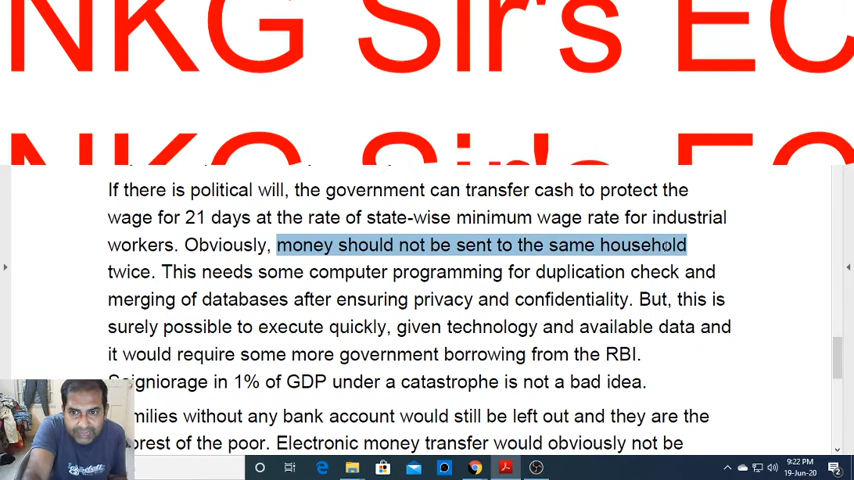 NKG Sir's EC
NKG Sir's EC
If there is political will, the government can transfer cash to protect the
wage for 21 days at the rate of state-wise minimum wage rate for industrial
workers. Obviously, money should not be sent to the same household
twice. This needs some computer programming for duplication check and
merging of databases after ensuring privacy and confidentiality. But, this is
surely possible to execute quickly, given technology and available data and
it would require some more government borrowing from the RBI.
Seigniorage in 1% of GDP under a catastrophe is not a bad idea.
milies without any bank account would still be left out and they are the
orest of the poor. Electronic money transfer would obviously not be
9:22 PM
19-Jun-20
2